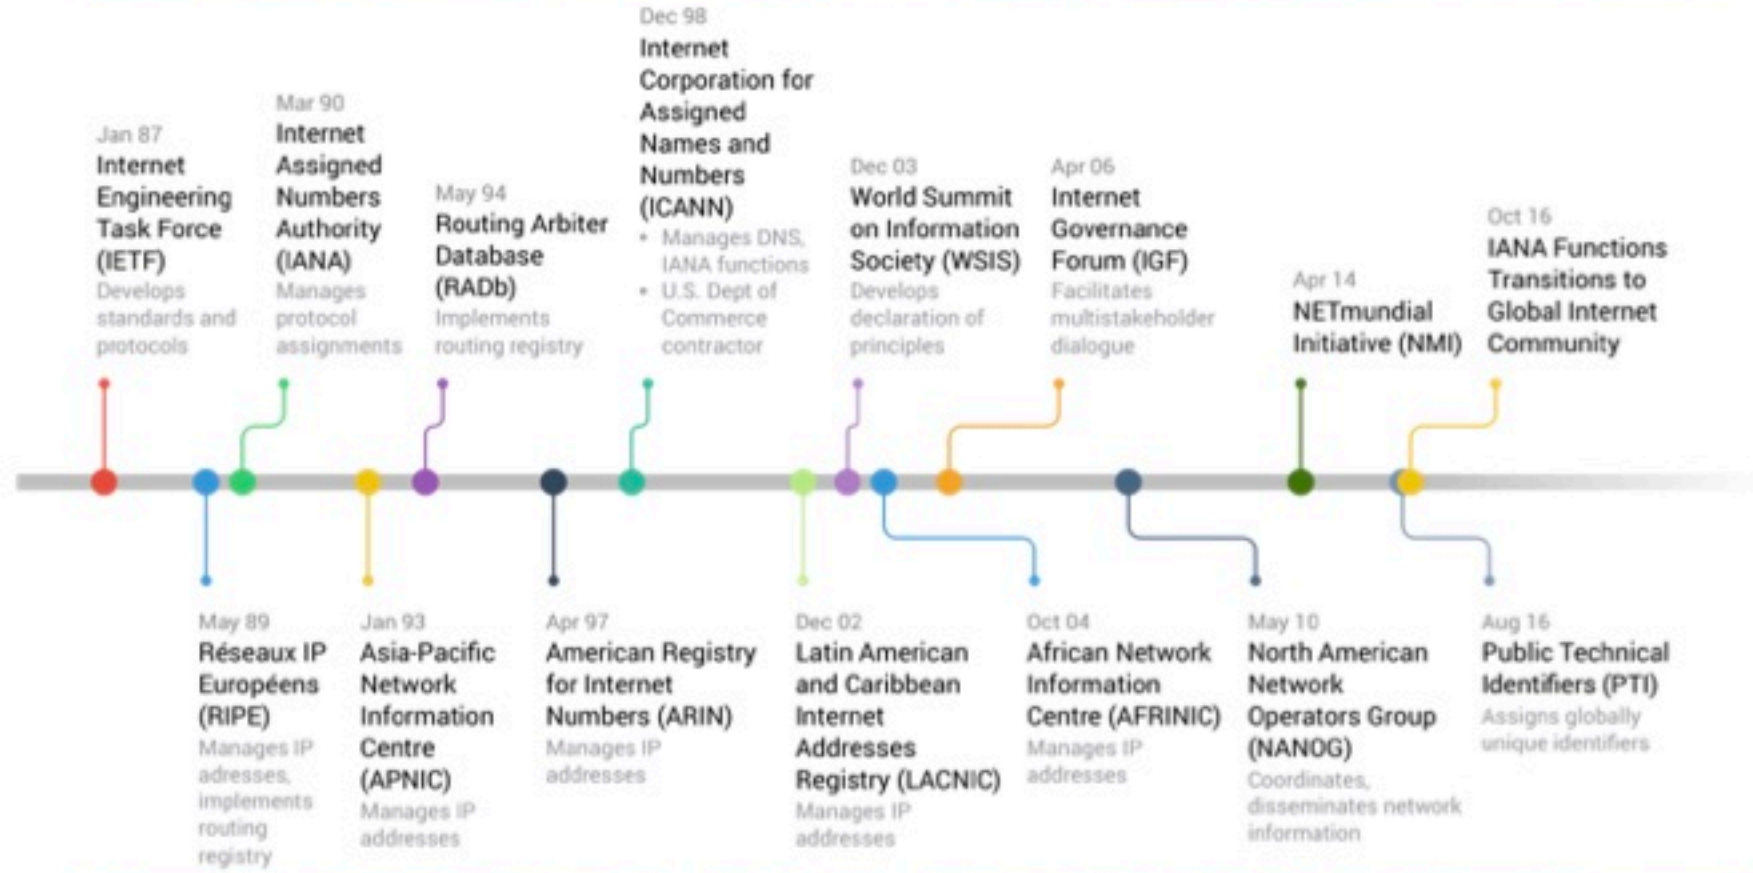 Jan 87
Internet
Engineering
Task Force
(IETF)
Develops
standards and
protocols
Mar 90
Internet
Assigned
Numbers
Authority
(IANA)
Manages
protocol
assignments
May 94
Routing Arbiter
Database
(RADb)
Implements
routing registry
Dec 98
Internet
Corporation for
Assigned
Names and
Numbers
(ICANN)
• Manages DNS,
IANA functions
• U.S. Dept of
Commerce
contractor
Dec 03
World Summit
on Information
Society (WSIS)
Develops
declaration of
principles
Apr 06
Internet
Governance
Forum (IGF)
Facilitates
multistakeholder
dialogue
Apr 14
NETmundial
Initiative (NMI)
Oct 16
IANA Functions
Transitions to
Global Internet
Community
May 89
Réseaux IP
Européens
(RIPE)
Manages IP
adresses,
implements
routing
registry
Jan 93
Asia-Pacific
Network
Information
Centre
(APNIC)
Manages IP
addresses
Apr 97
American Registry
for Internet
Numbers (ARIN)
Manages IP
addresses
Dec 02
Latin American
and Caribbean
Internet
Addresses
Registry (LACNIC)
Manages IP
addresses
Oct 04
African Network
Information
Centre (AFRINIC)
Manages IP
addresses
May 10
North American
Network
Operators Group
(NANOG)
Coordinates,
disseminates network
information
Aug 16
Public Technical
Identifiers (PTI)
Assigns globally
unique identifiers